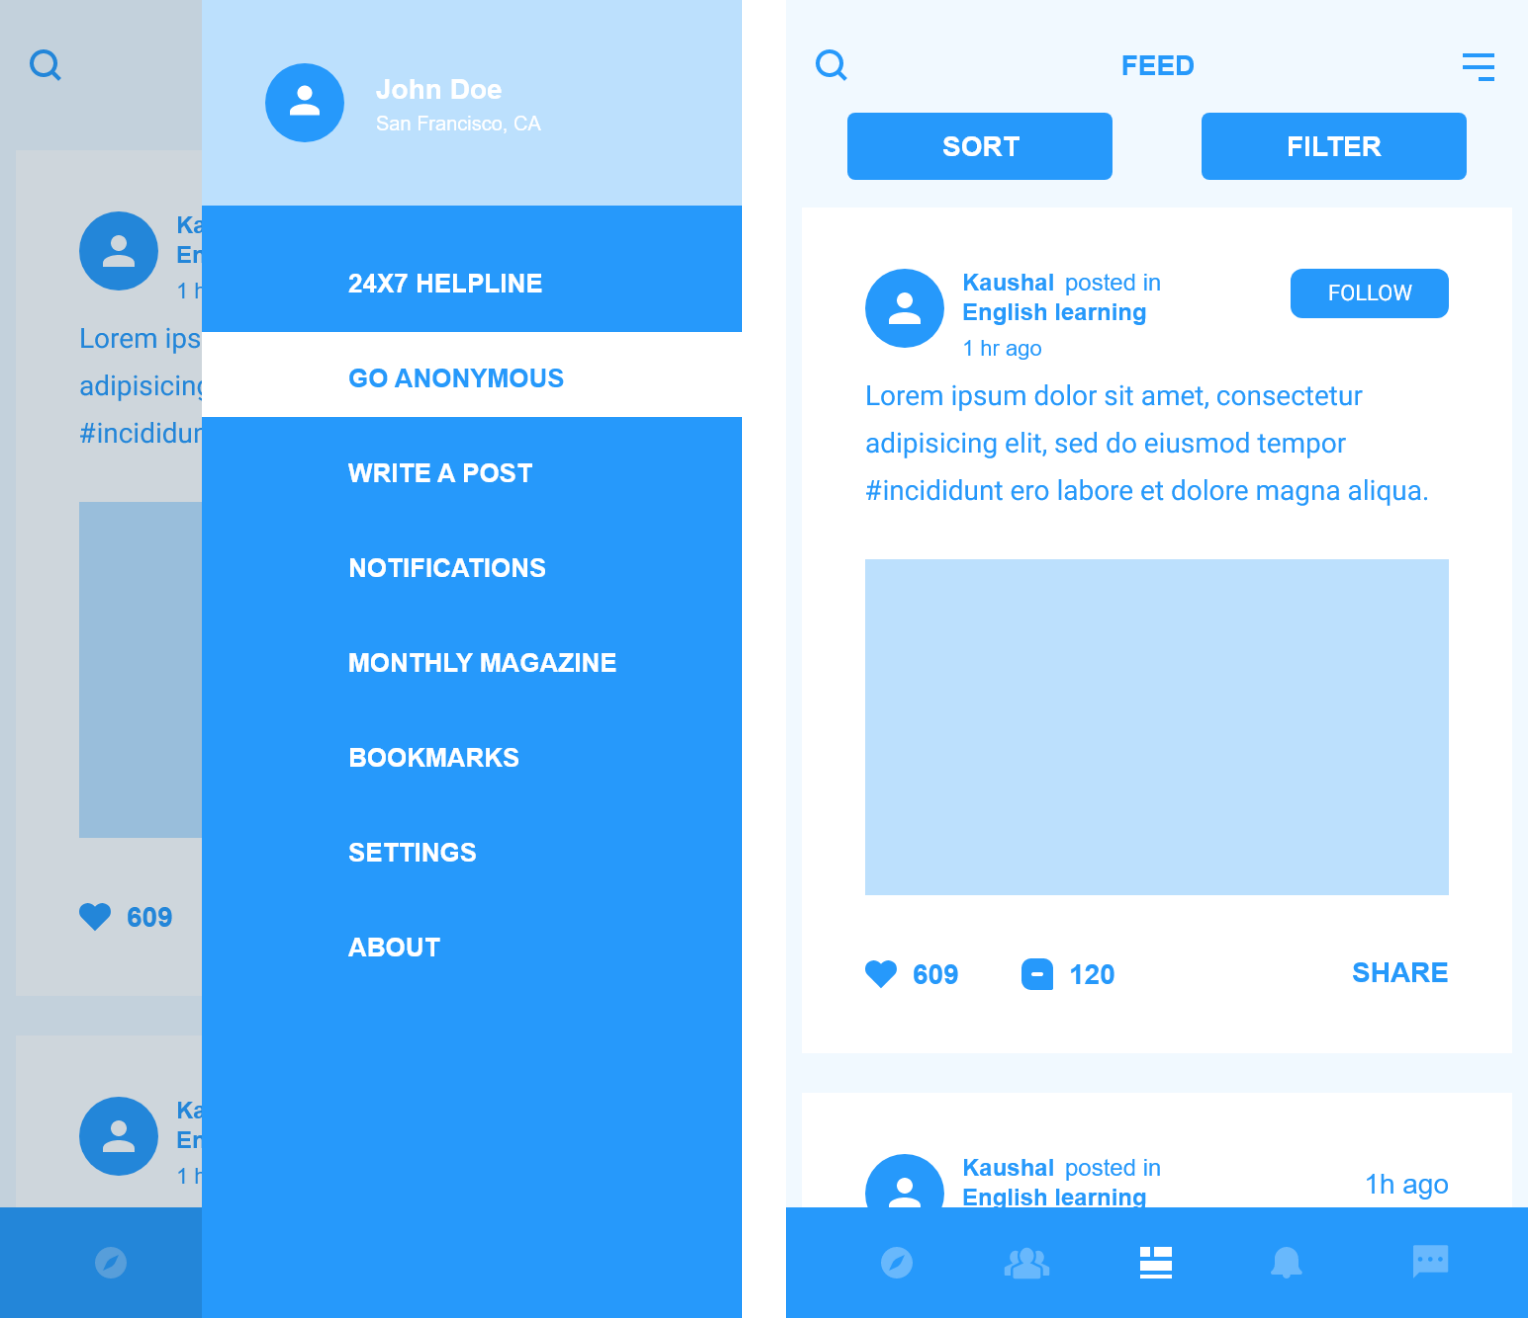 John Doe
San Francisco, CA
Ka
En
1 h
Lorem ips
adipisicing
#incididur
609
Ka
En
1 h
24X7 HELPLINE
GO ANONYMOUS
WRITE A POST
NOTIFICATIONS
MONTHLY MAGAZINE
BOOKMARKS
SETTINGS
ABOUT
FEED
SORT FILTER
Kaushal posted in
English learning
1 hr ago
FOLLOW
Lorem ipsum dolor sit amet, consectetur
adipisicing elit, sed do eiusmod tempor
#incididunt ero labore et dolore magna aliqua.
609 120 SHARE
Kaushal posted in
English learning
1h ago